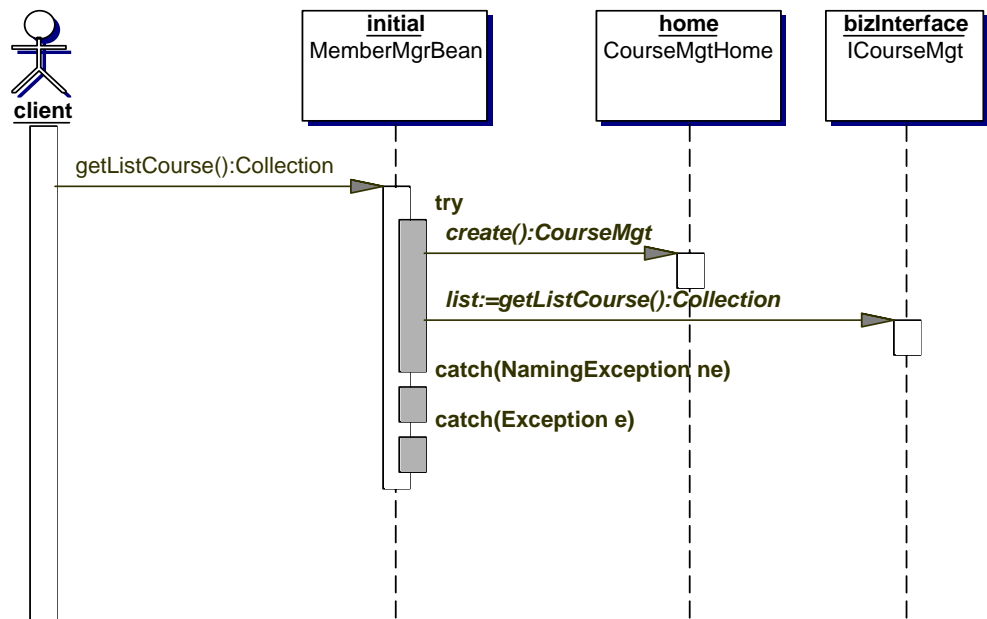 initial
MemberMgrBean
home
CourseMgtHome
bizInterface
ICourseMgt
client
getListCourse():Collection
try
create():CourseMgt
list:=getListCourse():Collection
catch(NamingException ne)
catch(Exception e)